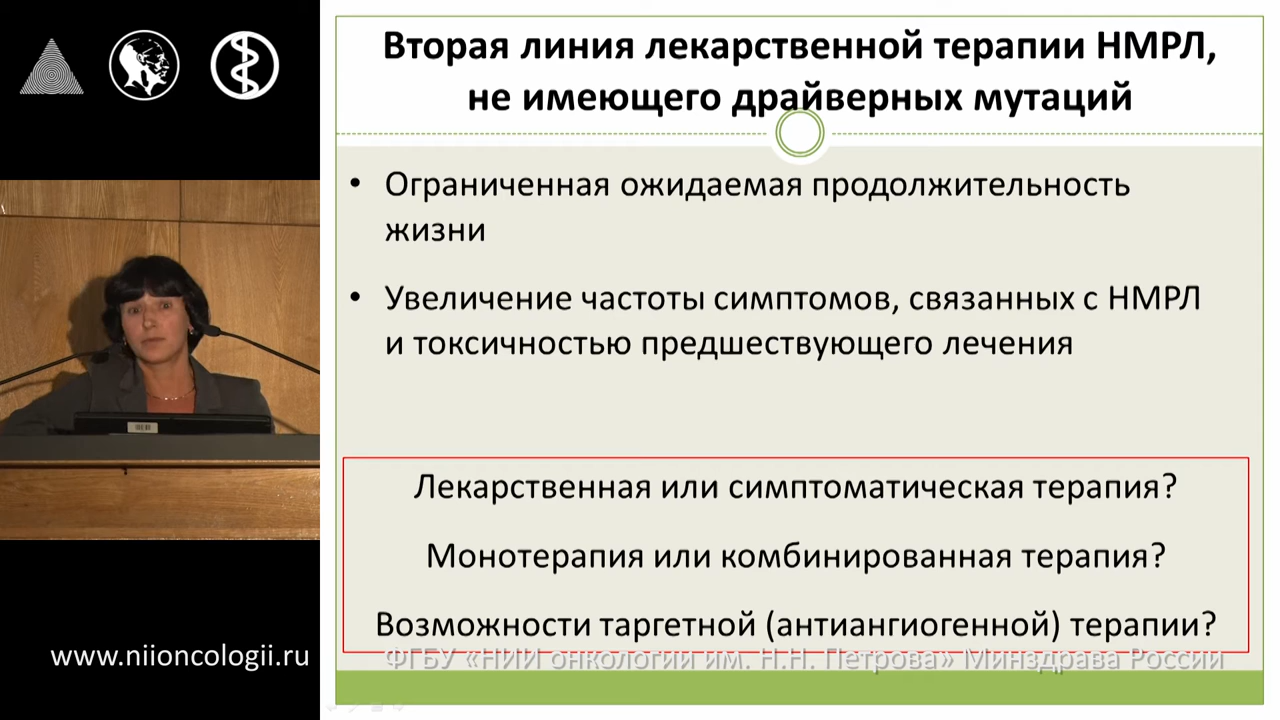 Вторая линия лекарственной терапии НМРЛ,
не имеющего драйверных мутаций
• Ограниченная ожидаемая продолжительность
жизни
• Увеличение частоты симптомов, связанных с НМРЛ
и токсичностью предшествующего лечения
Лекарственная или симптоматическая терапия?
Монотерапия или комбинированная терапия?
Возможности таргетной (антиангиогенной) терапии?
www.niioncologii.ru
ФГБУ «НИИ онкологии им. Н.Н. Петрова» Минздрава России